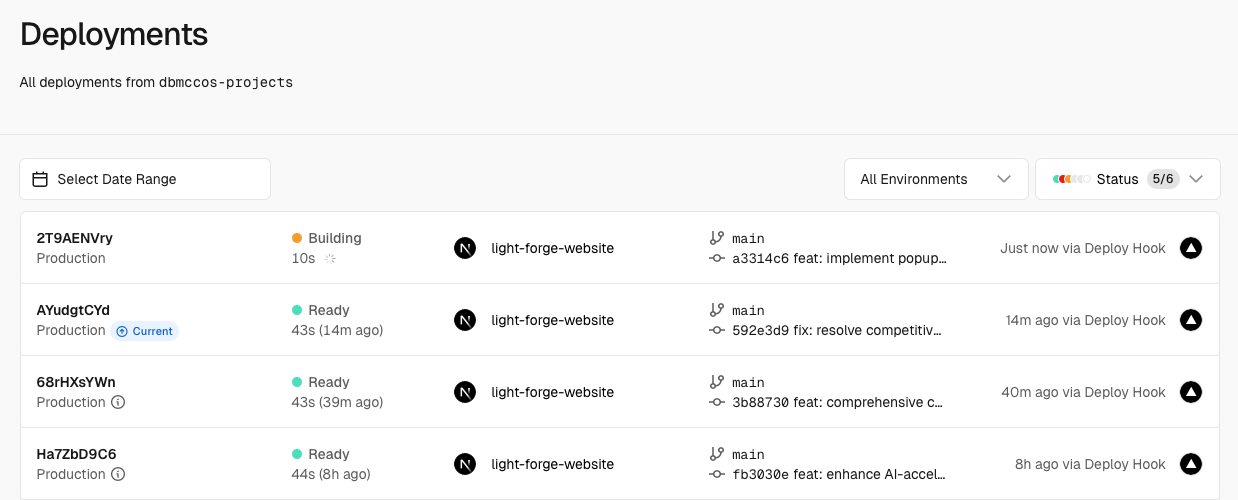 Deployments
All deployments from dbmccos-projects
Select Date Range
All Environments
Status 5/6
2T9AENVry
Production
Building
10s
light-forge-website
main
a3314c6 feat: implement popup…
Just now via Deploy Hook
AYudgtCYd
Production Current
Ready
43s (14m ago)
light-forge-website
main
592e3d9 fix: resolve competitiv…
14m ago via Deploy Hook
68rHXsYWn
Production
Ready
43s (39m ago)
light-forge-website
main
3b88730 feat: comprehensive c…
40m ago via Deploy Hook
Ha7ZbD9C6
Production
Ready
44s (8h ago)
light-forge-website
main
fb3030e feat: enhance AI-accel…
8h ago via Deploy Hook